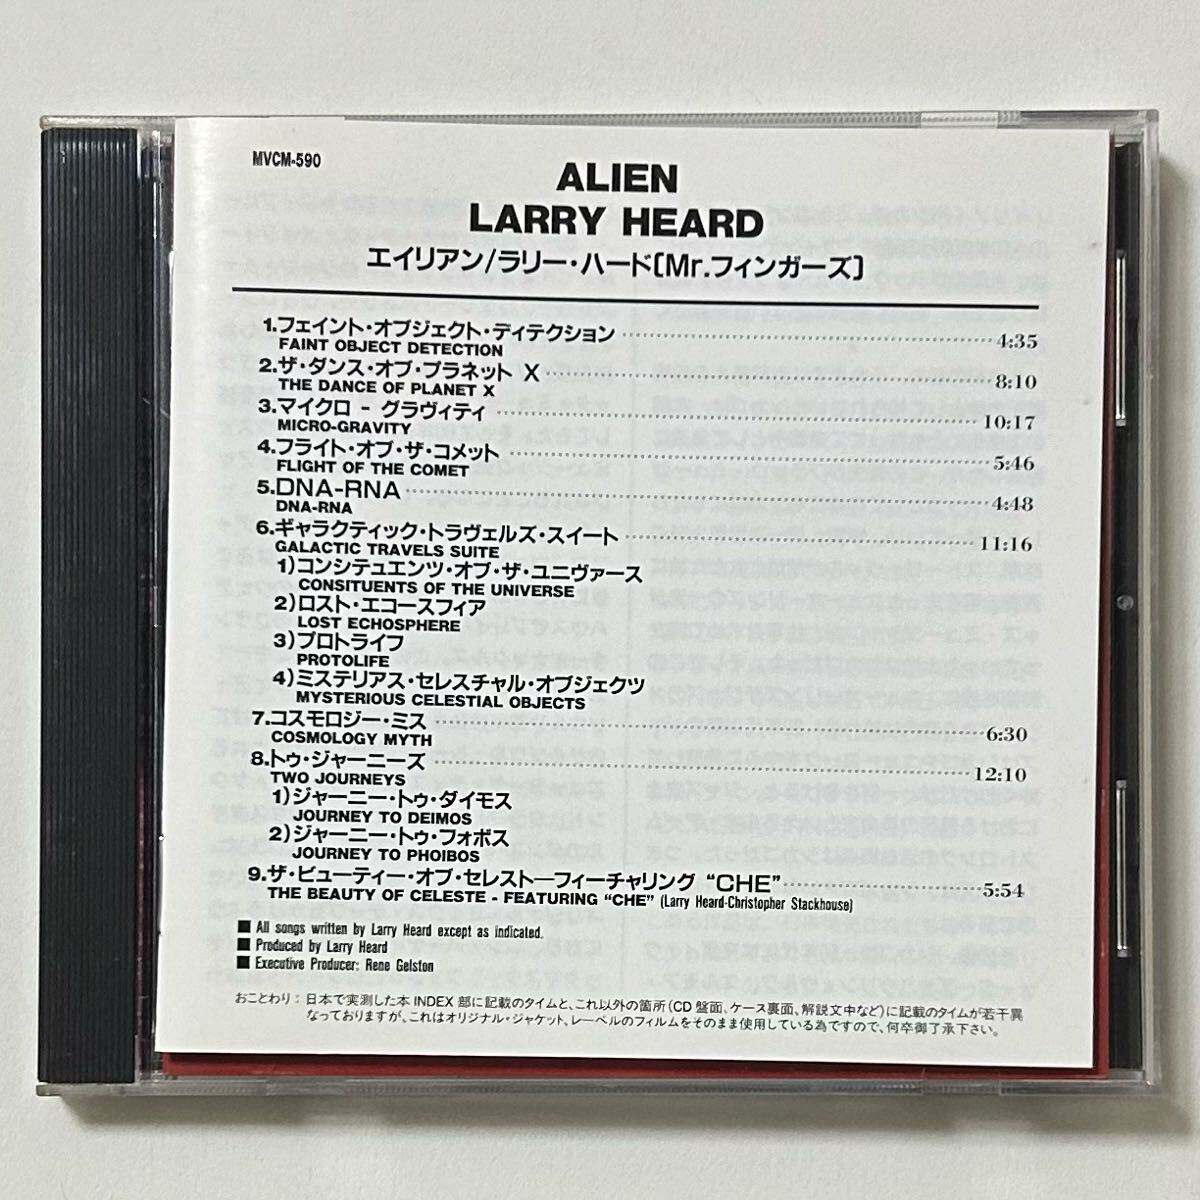 MVCM-590
ALIEN
LARRY HEARD
エイリアン/ラリー・ハード〔Mr.フィンガーズ〕
1.フェイント・オブジェクト・ディテクション 4:35
FAINT OBJECT DETECTION
2.ザ・ダンス・オブ・プラネット X 8:10
THE DANCE OF PLANET X
3.マイクロ - グラヴィティ 10:17
MICRO-GRAVITY
4.フライト・オブ・ザ・コメット 5:46
FLIGHT OF THE COMET
5.DNA-RNA 4:48
DNA-RNA
6.ギャラクティック・トラヴェルズ・スイート 11:16
GALACTIC TRAVELS SUITE
1)コンシテュエンツ・オブ・ザ・ユニヴァース
CONSITUENTS OF THE UNIVERSE
2)ロスト・エコースフィア
LOST ECHOSPHERE
3)プロトライフ
PROTOLIFE
4)ミステリアス・セレスチャル・オブジェクツ
MYSTERIOUS CELESTIAL OBJECTS
7.コスモロジー・ミス 6:30
COSMOLOGY MYTH
8.トゥ・ジャーニーズ 12:10
TWO JOURNEYS
1)ジャーニー・トゥ・ダイモス
JOURNEY TO DEIMOS
2)ジャーニー・トゥ・フォボス
JOURNEY TO PHOIBOS
9.ザ・ビューティー・オブ・セレスト―フィーチャリング “CHE” 5:54
THE BEAUTY OF CELESTE - FEATURING “CHE” (Larry Heard-Christopher Stackhouse)
■ All songs written by Larry Heard except as indicated.
■ Produced by Larry Heard
■ Executive Producer: Rene Gelston
おことわり：日本で実測した本 INDEX 部に記載のタイムと、これ以外の箇所(CD 盤面、ケース裏面、解説文中など)に記載のタイムが若干異
なっておりますが、これはオリジナル・ジャケット、レーベルのフィルムをそのまま使用している為ですので、何卒御了承下さい。